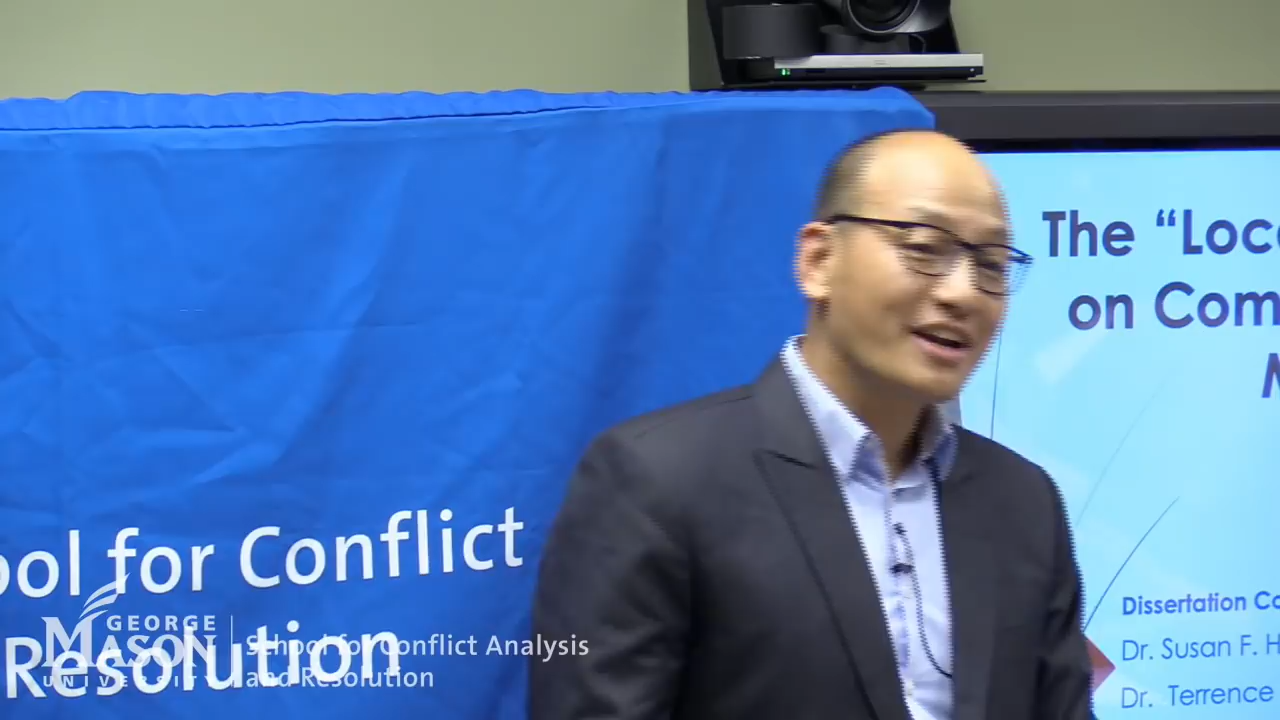 The “Loc
on Com
M
ool for Conflict
Resolution
GEORGE
MASON
UNIVERSITY
School for Conflict Analysis
and Resolution
Dissertation Co
Dr. Susan F. H
Dr. Terrence